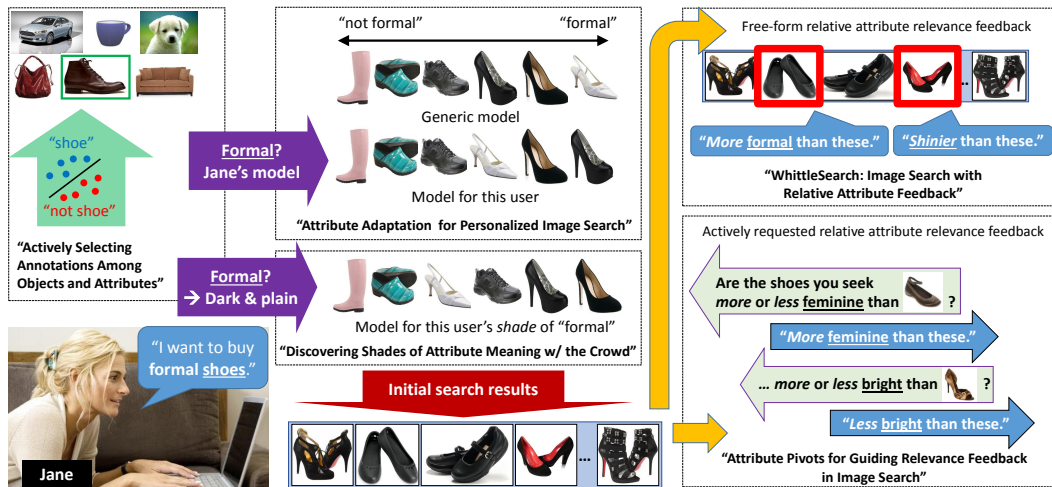 "shoe"
"not shoe"
"Actively Selecting
Annotations Among
Objects and Attributes"
"I want to buy
formal shoes."
Jane
Formal?
Jane's model
Formal?
→ Dark & plain
"not formal"
"formal"
Generic model
Model for this user
"Attribute Adaptation for Personalized Image Search"
Model for this user's shade of "formal"
"Discovering Shades of Attribute Meaning w/ the Crowd"
Initial search results
...
Free-form relative attribute relevance feedback
...
"More formal than these."
"Shinier than these."
"WhittleSearch: Image Search with
Relative Attribute Feedback"
Actively requested relative attribute relevance feedback
Are the shoes you seek
more or less feminine than ?
"More feminine than these."
... more or less bright than ?
"Less bright than these."
"Attribute Pivots for Guiding Relevance Feedback
in Image Search"